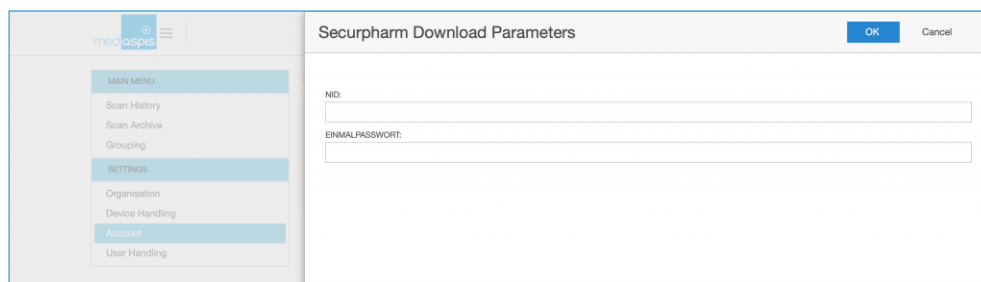 medaspis
MAIN MENU
Scan History
Scan Archive
Grouping
SETTINGS
Organisation
Device Handling
Account
User Handling
Securpharm Download Parameters
OK
Cancel
NID:
EINMALPASSWORT: